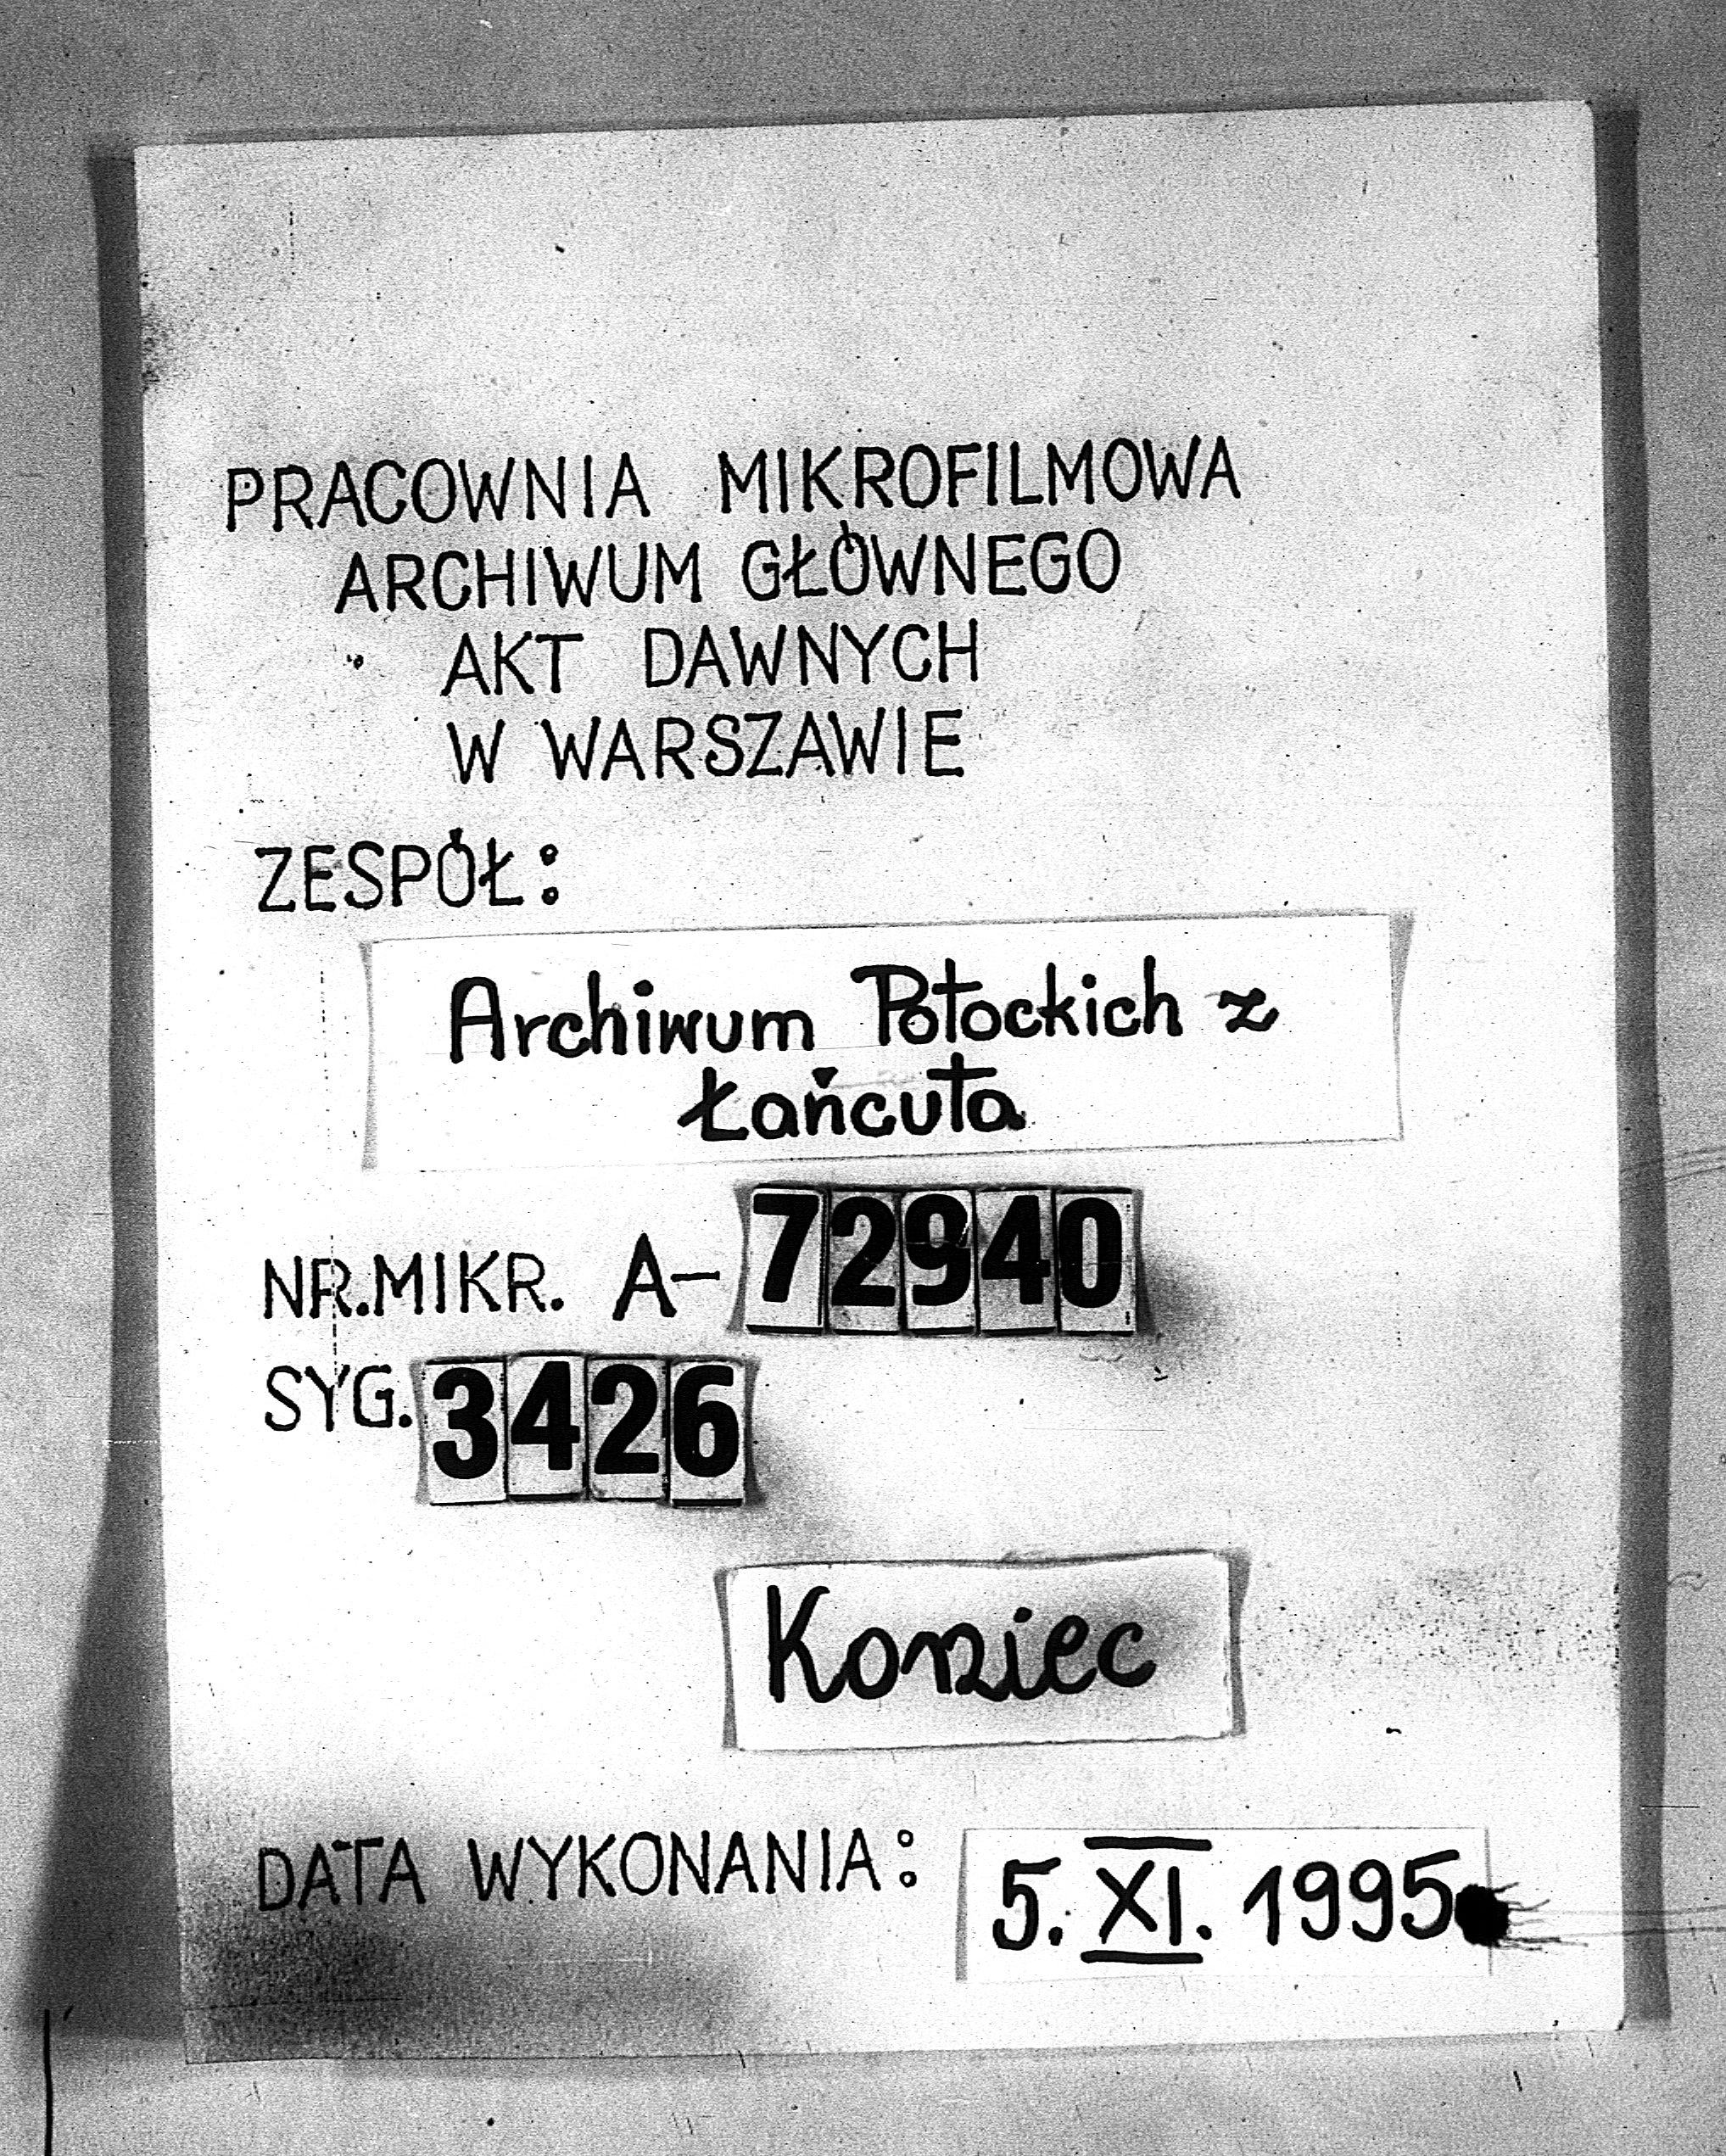 PRACOWNIA MIKROFILMOWA
ARCHIWUM GŁÓWNEGO
AKT DAWNYCH
W WARSZAWIE
ZESPÓŁ:
Archiwum Potockich z
Łańcuta
NR. MIKR. A-72940
SYG. 3426
Koniec
DATA WYKONANIA: 5. XI. 1995